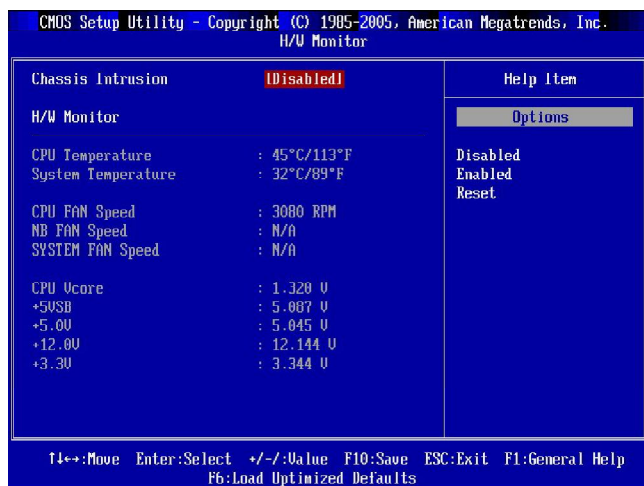 CMOS Setup Utility - Copyright (C) 1985-2005, American Megatrends, Inc.
H/W Monitor
Chassis Intrusion [Disabled]
H/W Monitor
CPU Temperature : 45°C/113°F
System Temperature : 32°C/89°F
CPU FAN Speed : 3080 RPM
NB FAN Speed : N/A
SYSTEM FAN Speed : N/A
CPU Vcore : 1.328 V
+5VSB : 5.087 V
+5.0V : 5.045 V
+12.0V : 12.144 V
+3.3V : 3.344 V
Help Item
Options
Disabled
Enabled
Reset
↑↓←→:Move Enter:Select +/-/:Value F10:Save ESC:Exit F1:General Help
F6:Load Optimized Defaults